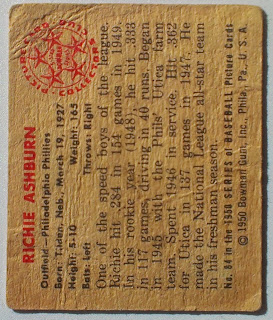 RICHIE ASHBURN
Outfield—Philadelphia Phillies
Born: Tilden, Neb., March 19, 1927
Height: 5-10 Weight: 165
Bats: Left Throws: Right
One of the speed boys of the league.
Richie hit .284 in 154 games in 1949.
In his rookie year (1948), he hit .333
in 117 games, driving in 40 runs. Began
in 1945 with the Phils' Utica farm
team. Spent 1946 in service. Hit .362
for Utica in 137 games in 1947. He
made the National League all-star team
in his freshman season.
No. 84 in the 1950 SERIES of BASEBALL Picture Cards
©1950 Bowman Gum, Inc., Phila., Pa., U. S. A.